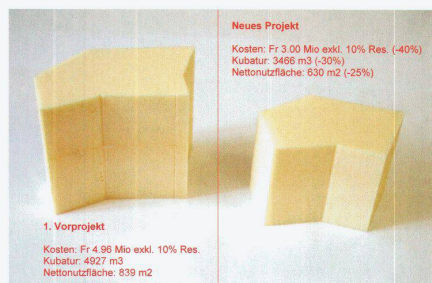 Neues Projekt
Kosten: Fr 3.00 Mio exkl. 10% Res. (-40%)
Kubatur: 3466 m3 (-30%)
Nettonutzfläche: 630 m2 (-25%)
1. Vorprojekt
Kosten: Fr 4.96 Mio exkl. 10% Res.
Kubatur: 4927 m3
Nettonutzfläche: 839 m2